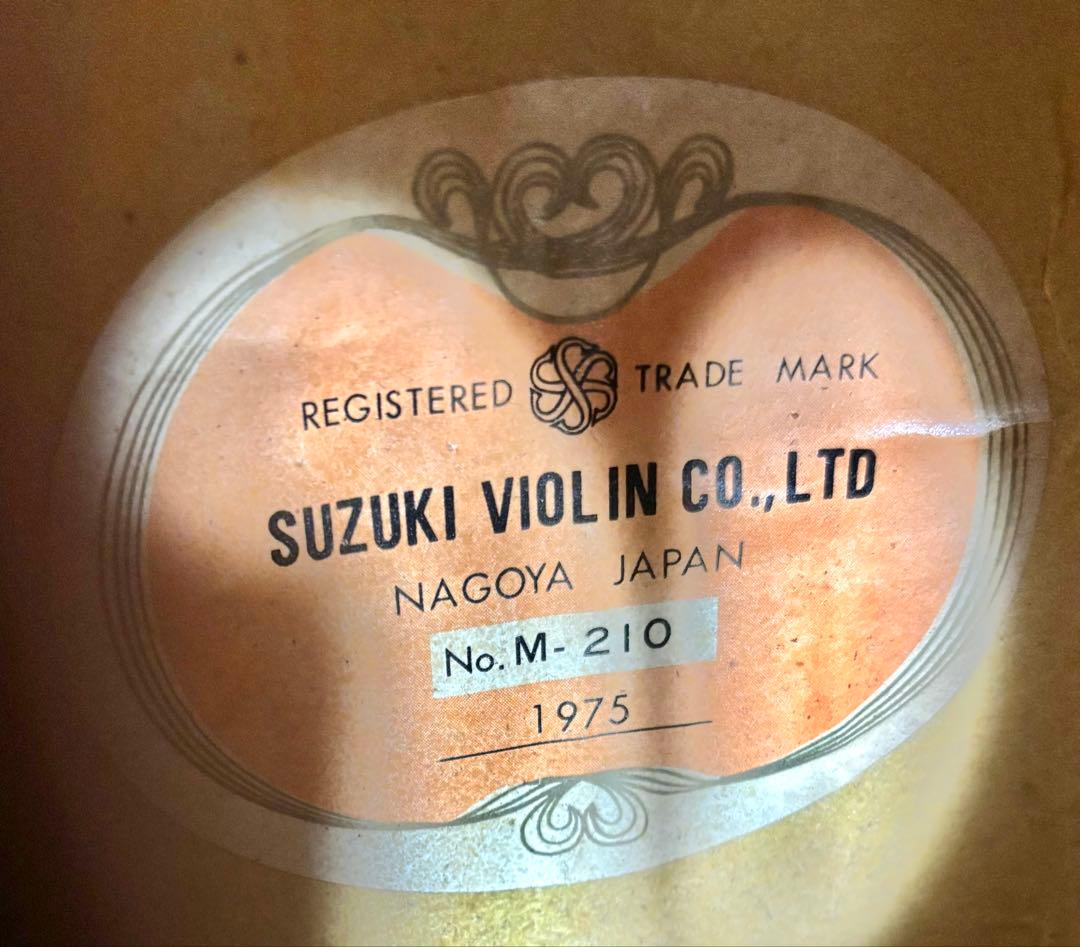 REGISTERED TRADE MARK
SUZUKI VIOLIN CO.,LTD
NAGOYA JAPAN
No. M- 210
1975